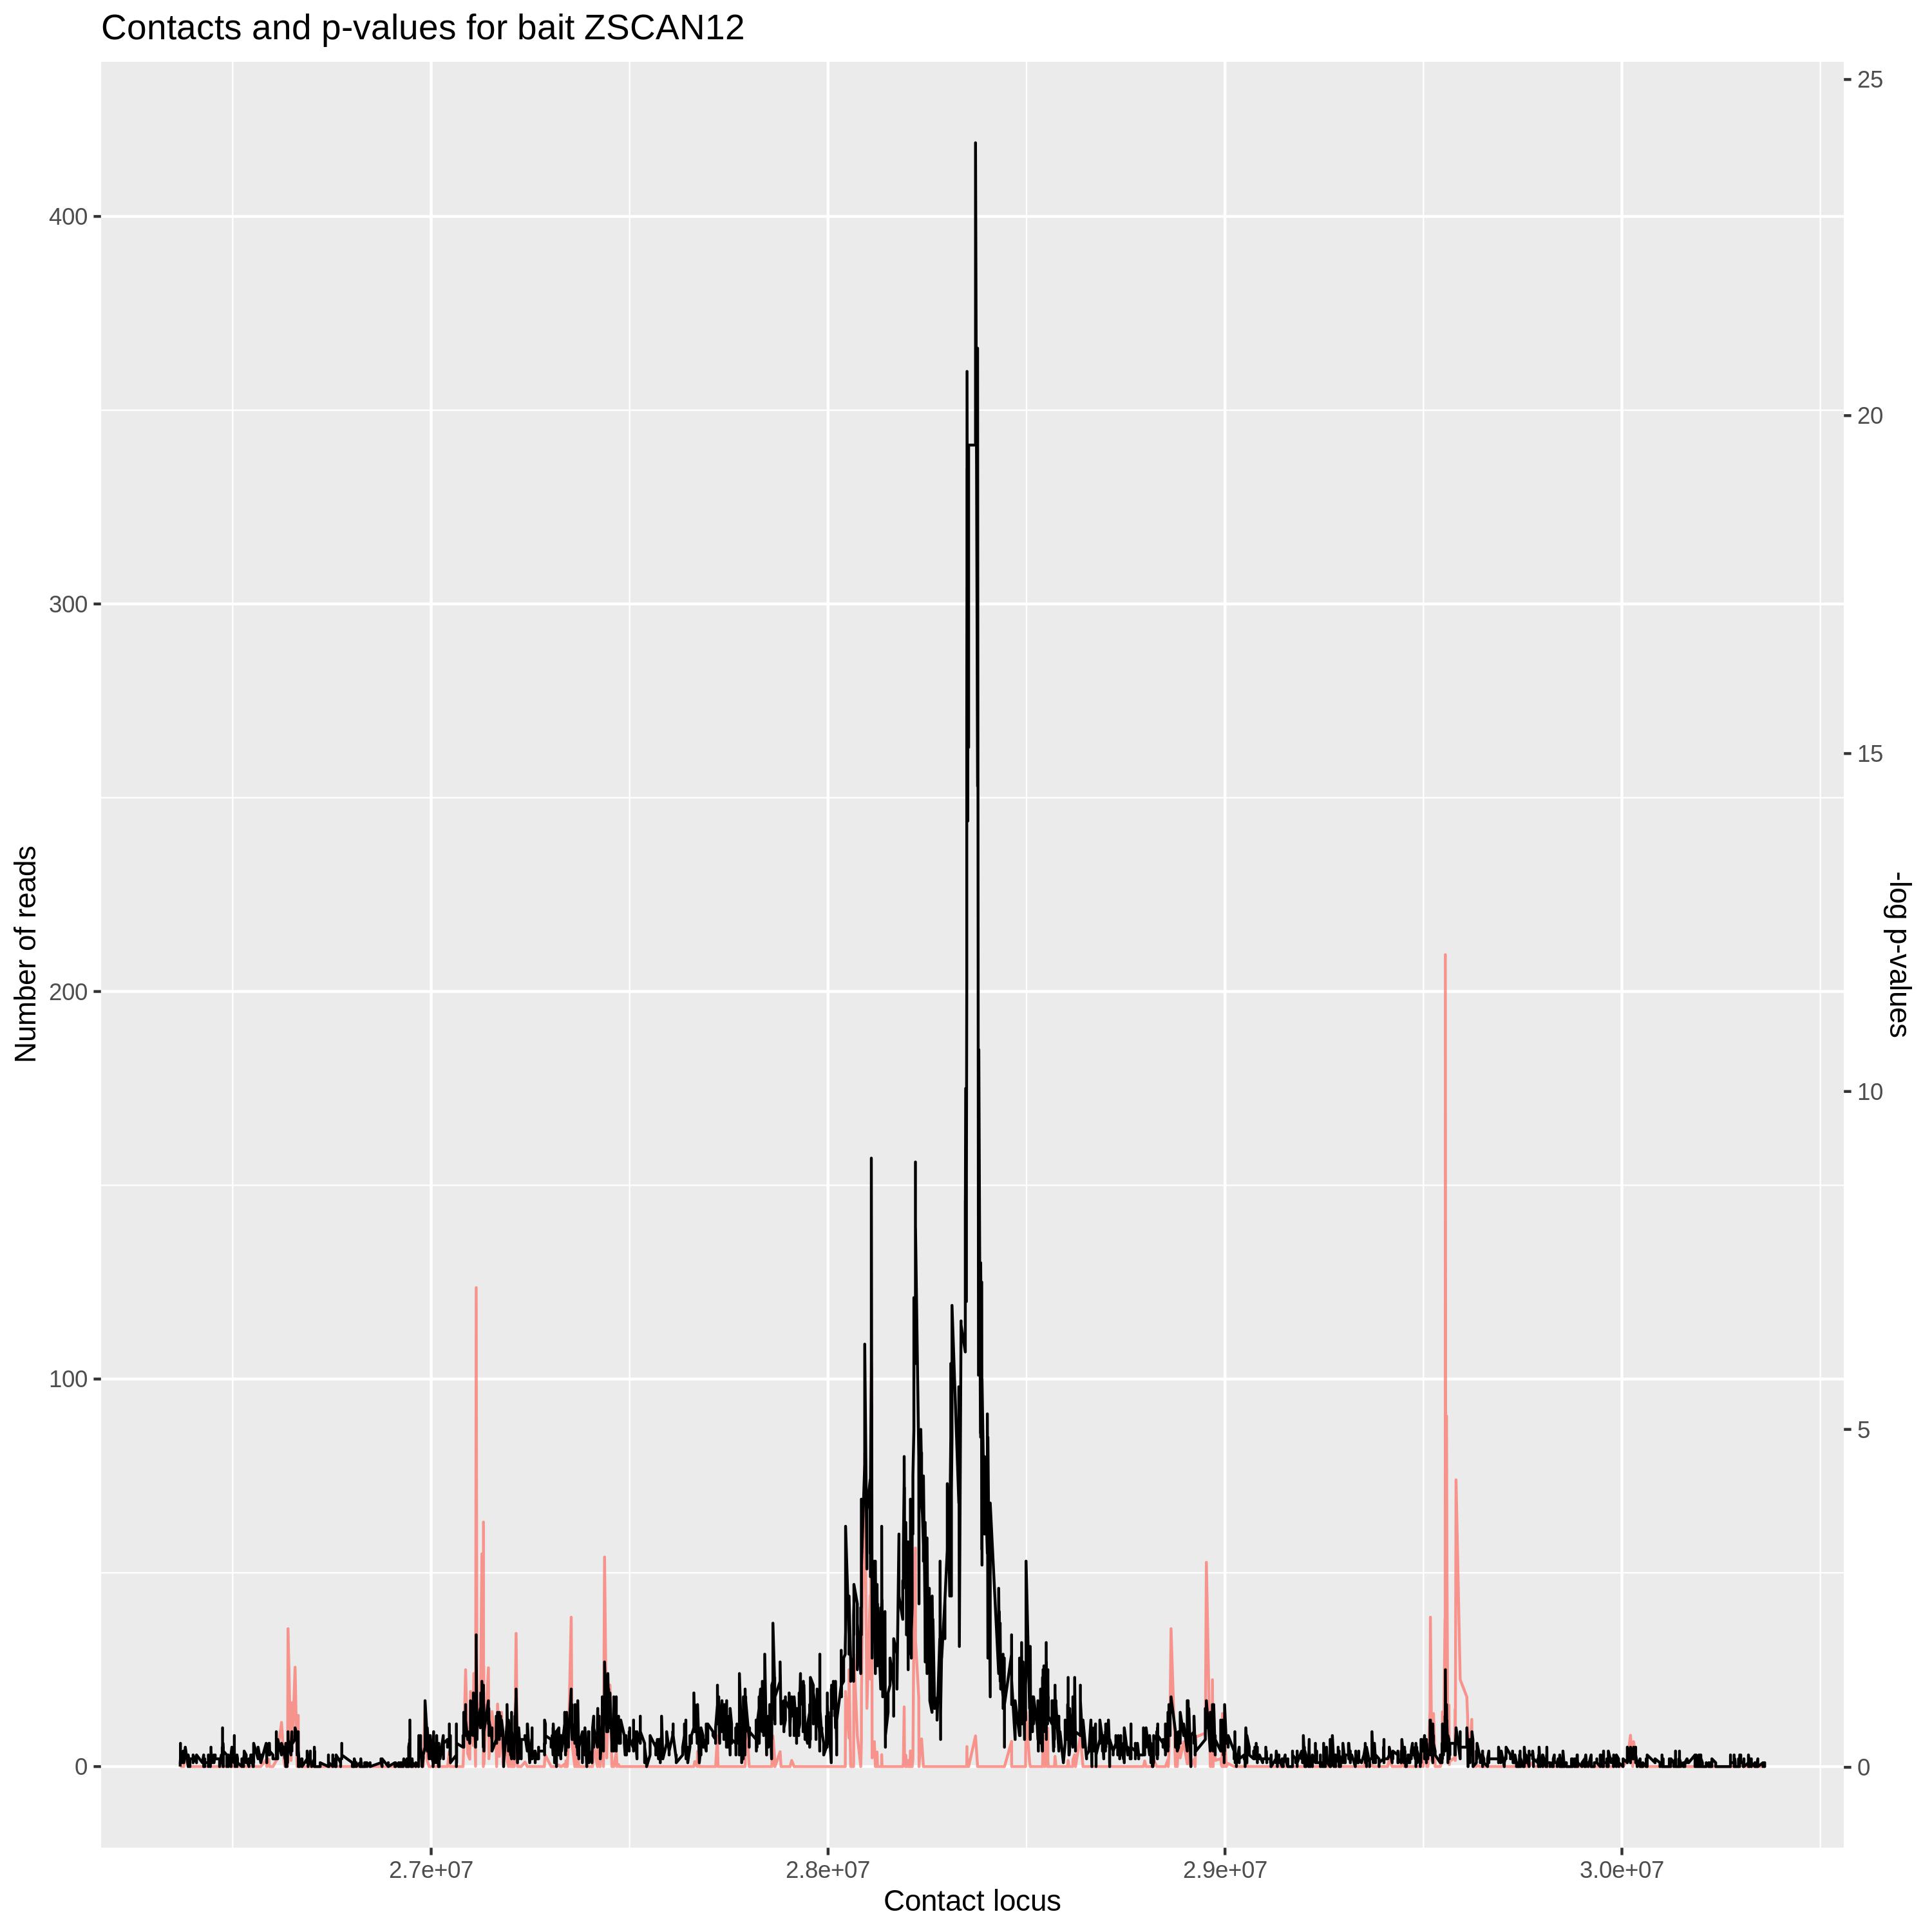 Contacts and p-values for bait ZSCAN12
25
400
20
300
15
Number of reads
-log p-values
200
10
100
5
0
0
2.7e+07
2.8e+07
2.9e+07
3.0e+07
Contact locus